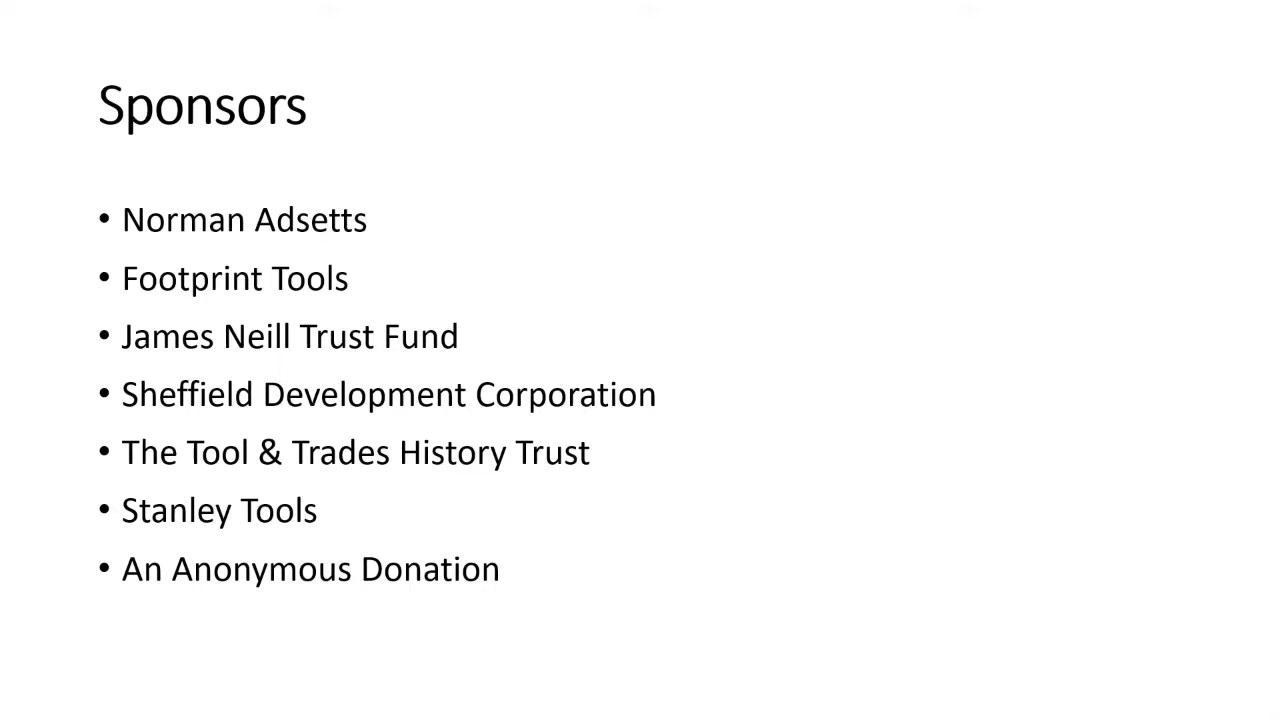 Sponsors
• Norman Adsetts
• Footprint Tools
• James Neill Trust Fund
• Sheffield Development Corporation
• The Tool & Trades History Trust
• Stanley Tools
• An Anonymous Donation